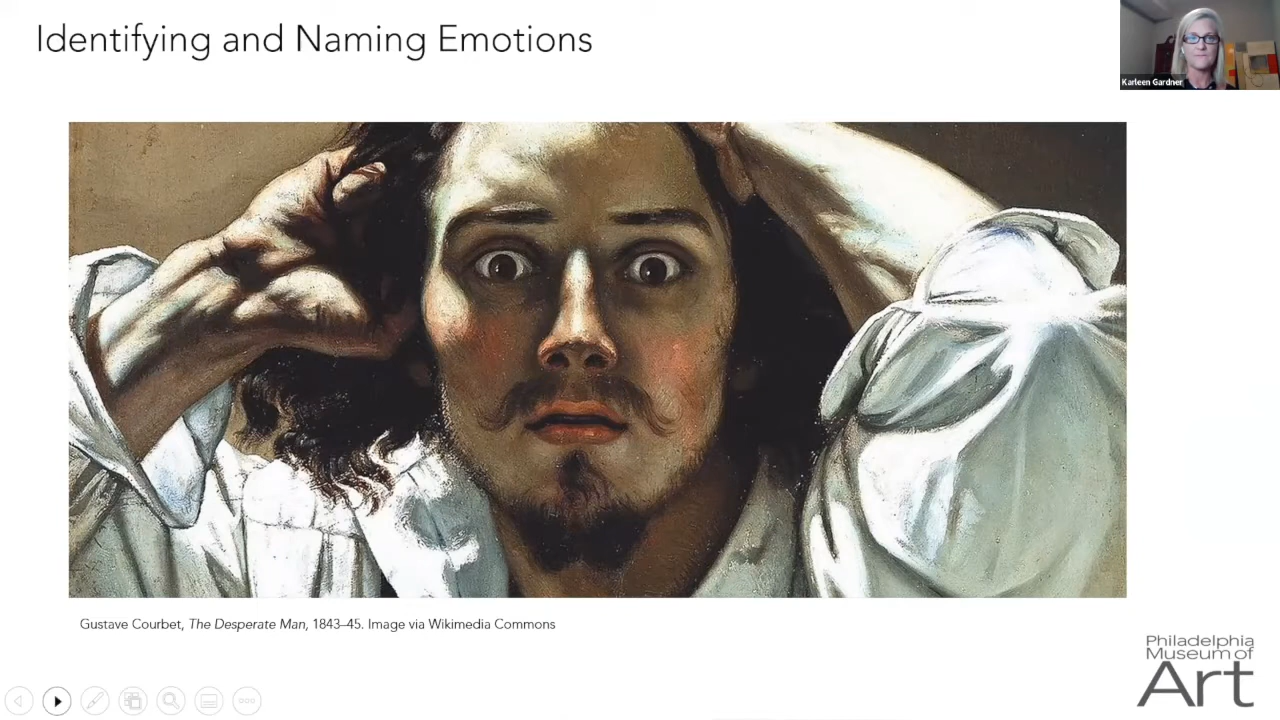 Identifying and Naming Emotions
Karleen Gardner
Gustave Courbet, The Desperate Man, 1843–45. Image via Wikimedia Commons
Philadelphia
Museum of
Art